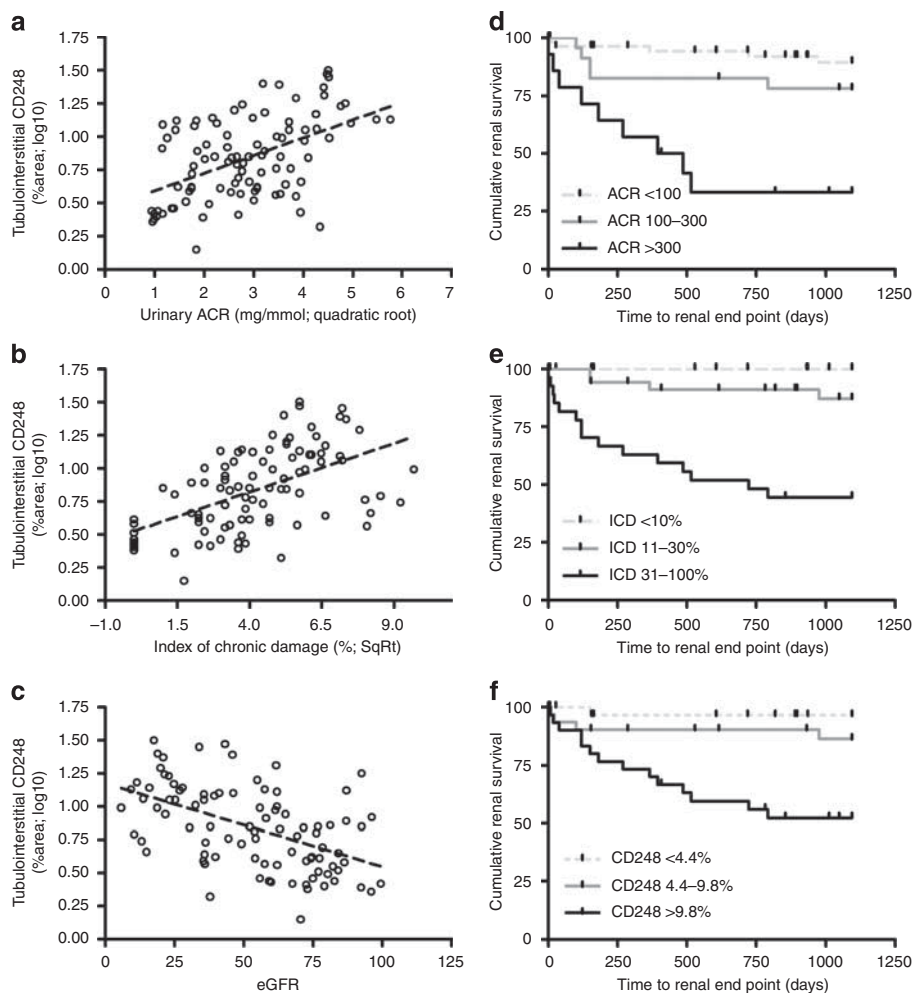 a
1.75
1.50
1.25
1.00
0.75
0.50
0.25
0.00
Tubulointerstitial CD248
(%area; log10)
0 1 2 3 4 5 6 7
Urinary ACR (mg/mmol; quadratic root)
b
1.75
1.50
1.25
1.00
0.75
0.50
0.25
0.00
Tubulointerstitial CD248
(%area; log10)
−1.0 1.5 4.0 6.5 9.0
Index of chronic damage (%; SqRt)
c
1.75
1.50
1.25
1.00
0.75
0.50
0.25
0.00
Tubulointerstitial CD248
(%area; log10)
0 25 50 75 100 125
eGFR
d
100
75
50
25
0
Cumulative renal survival
ACR <100
ACR 100–300
ACR >300
0 250 500 750 1000 1250
Time to renal end point (days)
e
100
75
50
25
0
Cumulative renal survival
ICD <10%
ICD 11–30%
ICD 31–100%
0 250 500 750 1000 1250
Time to renal end point (days)
f
100
75
50
25
0
Cumulative renal survival
CD248 <4.4%
CD248 4.4–9.8%
CD248 >9.8%
0 250 500 750 1000 1250
Time to renal end point (days)